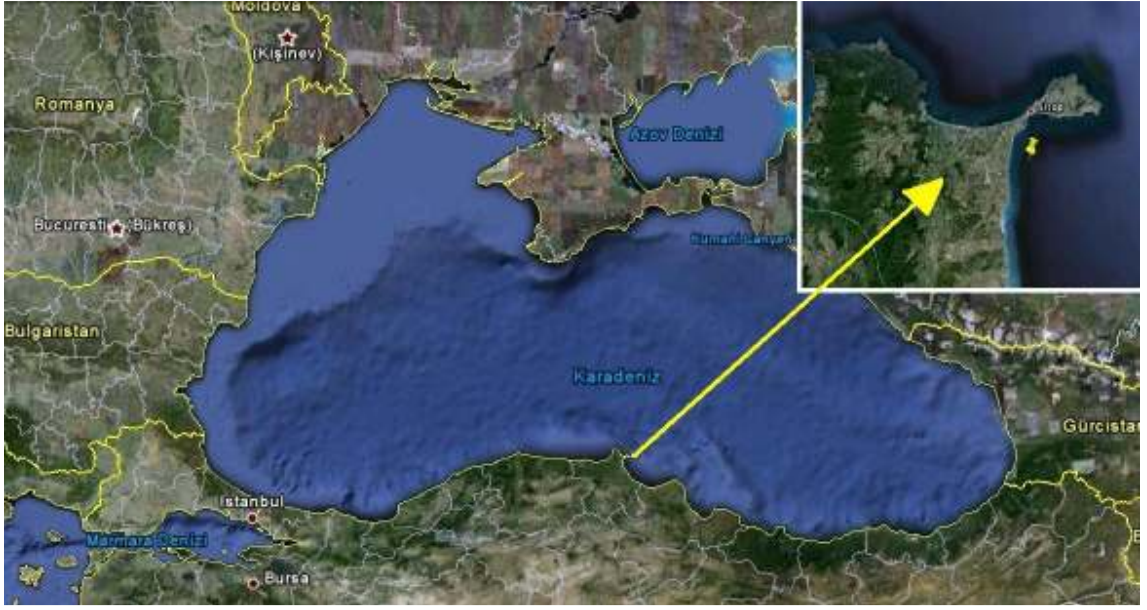 Moldova
(Kişinev)
Romanya
Azov Denizi
Bucuresti (Bükreş)
Bulgaristan
Karadeniz
Gürcistan
Istanbul
Marmara Denizi
Bursa